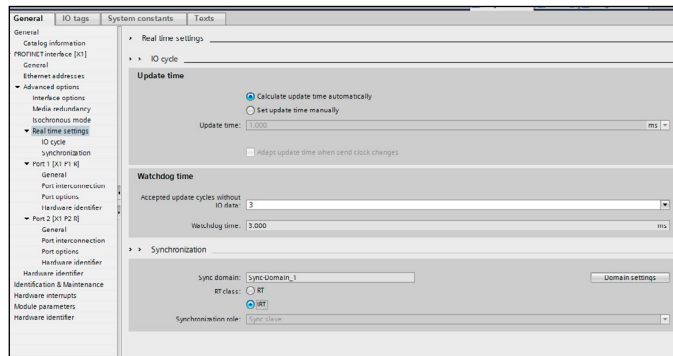 General IO tags System constants Texts
General
Catalog information
PROFINET interface [X1]
General
Ethernet addresses
Advanced options
Interface options
Media redundancy
Isochronous mode
Real time settings
IO cycle
Synchronization
Port 1 [X1 P1 R]
General
Port interconnection
Port options
Hardware identifier
Port 2 [X1 P2 R]
General
Port interconnection
Port options
Hardware identifier
Hardware identifier
Identification & Maintenance
Hardware interrupts
Module parameters
Hardware identifier
Real time settings
IO cycle
Update time
Calculate update time automatically
Set update time manually
Update time: 1.000 ms
Adapt update time when send clock changes
Watchdog time
Accepted update cycles without
IO data: 3
Watchdog time: 3.000 ms
Synchronization
Sync domain: Sync-Domain_1 Domain settings
RT class: RT
IRT
Synchronization role: Sync slave